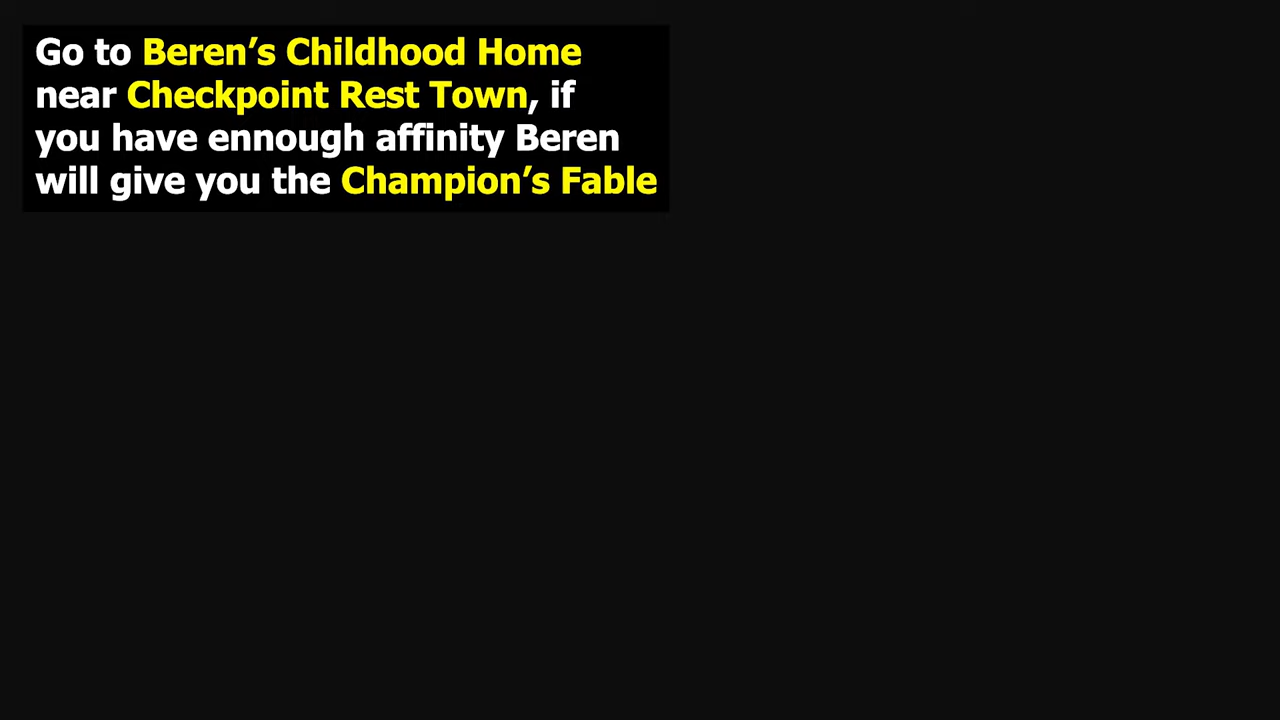 Go to Beren’s Childhood Home
near Checkpoint Rest Town, if
you have ennough affinity Beren
will give you the Champion’s Fable